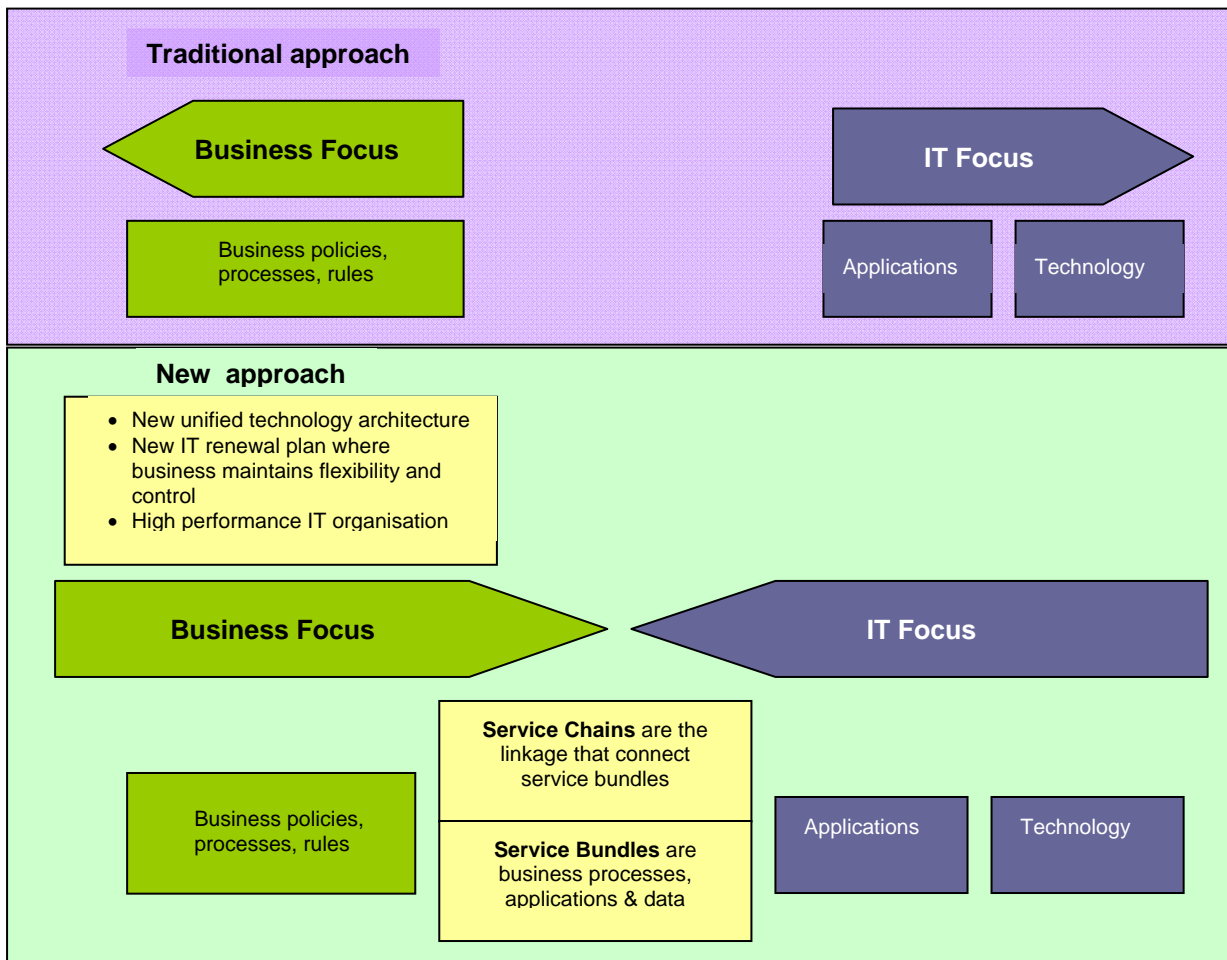 Traditional approach
Business Focus
IT Focus
Business policies,
processes, rules
Applications
Technology
New approach
• New unified technology architecture
• New IT renewal plan where
business maintains flexibility and
control
• High performance IT organisation
Business Focus
IT Focus
Service Chains are the
linkage that connect
service bundles
Business policies,
processes, rules
Service Bundles are
business processes,
applications & data
Applications
Technology